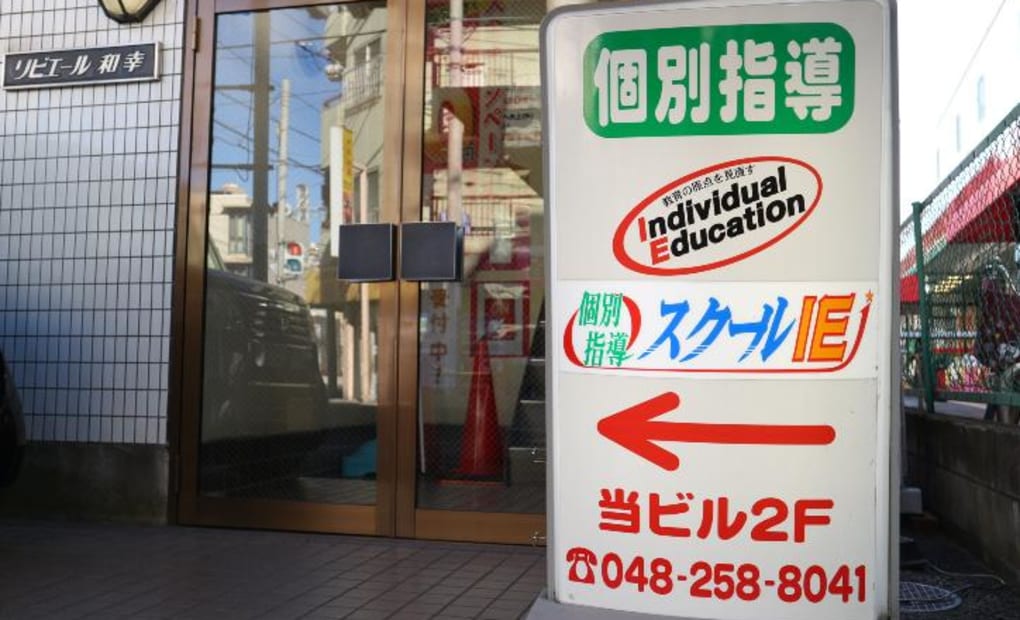 リビエール和幸
個別指導
教育の原点を見直す
Individual
Education
個別
指導
スクールIE
当ビル2F
☎048-258-8041